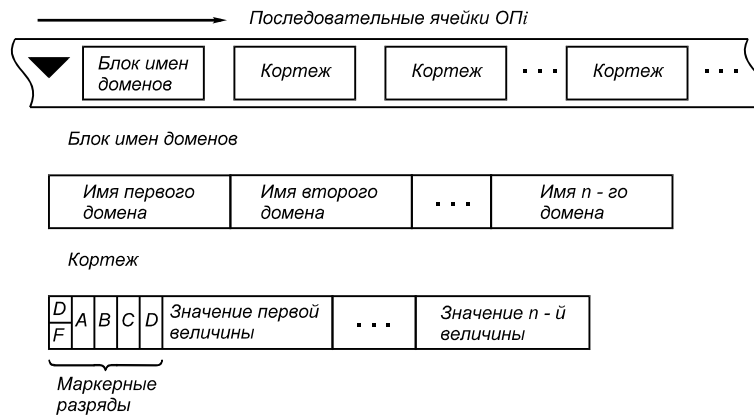 Последовательные ячейки ОПi
Блок имен
доменов
Кортеж
Кортеж
. . .
Кортеж
. . .
Блок имен доменов
Имя первого
домена
Имя второго
домена
. . .
Имя n - го
домена
Кортеж
D
F
A
B
C
D
Значение первой
величины
. . .
Значение n - й
величины
Маркерные
разряды